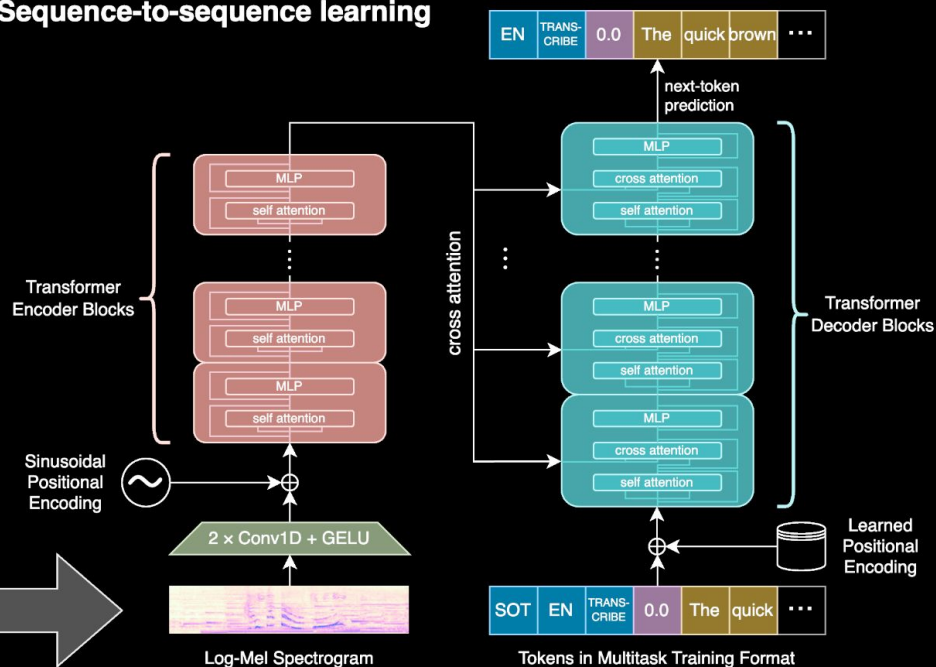 Sequence-to-sequence learning
EN TRANS-CRIBE 0.0 The quick brown ...
next-token
prediction
MLP
cross attention
self attention
MLP
self attention
...
...
...
Transformer
Encoder Blocks
MLP
self attention
MLP
self attention
cross attention
MLP
cross attention
self attention
MLP
cross attention
self attention
Transformer
Decoder Blocks
Sinusoidal
Positional
Encoding
2 × Conv1D + GELU
Learned
Positional
Encoding
SOT EN TRANS-CRIBE 0.0 The quick ...
Log-Mel Spectrogram
Tokens in Multitask Training Format